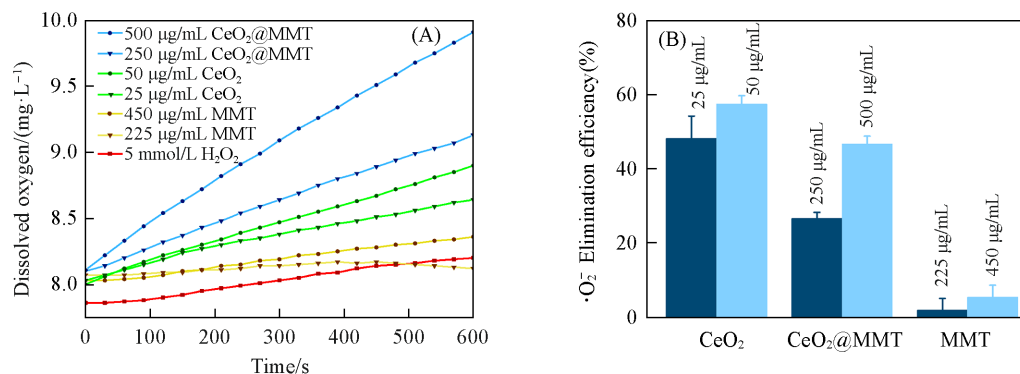 (A)
10.0
9.5
9.0
8.5
8.0
Dissolved oxygen/(mg·L⁻¹)
500 μg/mL CeO₂@MMT
250 μg/mL CeO₂@MMT
50 μg/mL CeO₂
25 μg/mL CeO₂
450 μg/mL MMT
225 μg/mL MMT
5 mmol/L H₂O₂
0 100 200 300 400 500 600
Time/s
(B)
80
60
40
20
0
·O₂⁻ Elimination efficiency(%)
25 μg/mL
50 μg/mL
250 μg/mL
500 μg/mL
225 μg/mL
450 μg/mL
CeO₂ CeO₂@MMT MMT